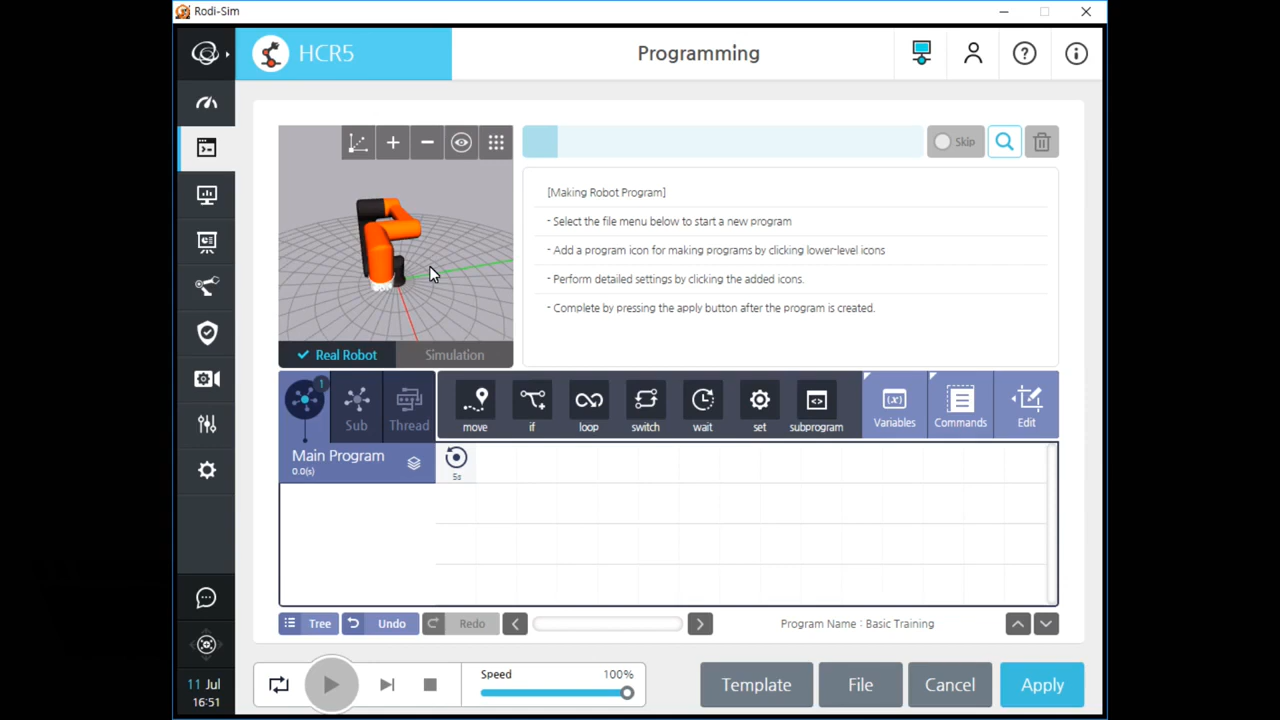 Rodi-Sim
HCR5
Programming
Skip
[Making Robot Program]
- Select the file menu below to start a new program
- Add a program icon for making programs by clicking lower-level icons
- Perform detailed settings by clicking the added icons.
- Complete by pressing the apply button after the program is created.
Real Robot
Simulation
1
Sub
Thread
move
if
loop
switch
wait
set
subprogram
Variables
Commands
Edit
Main Program
0.0(s)
5s
Tree
Undo
Redo
Program Name : Basic Training
11 Jul
16:51
Speed
100%
Template
File
Cancel
Apply